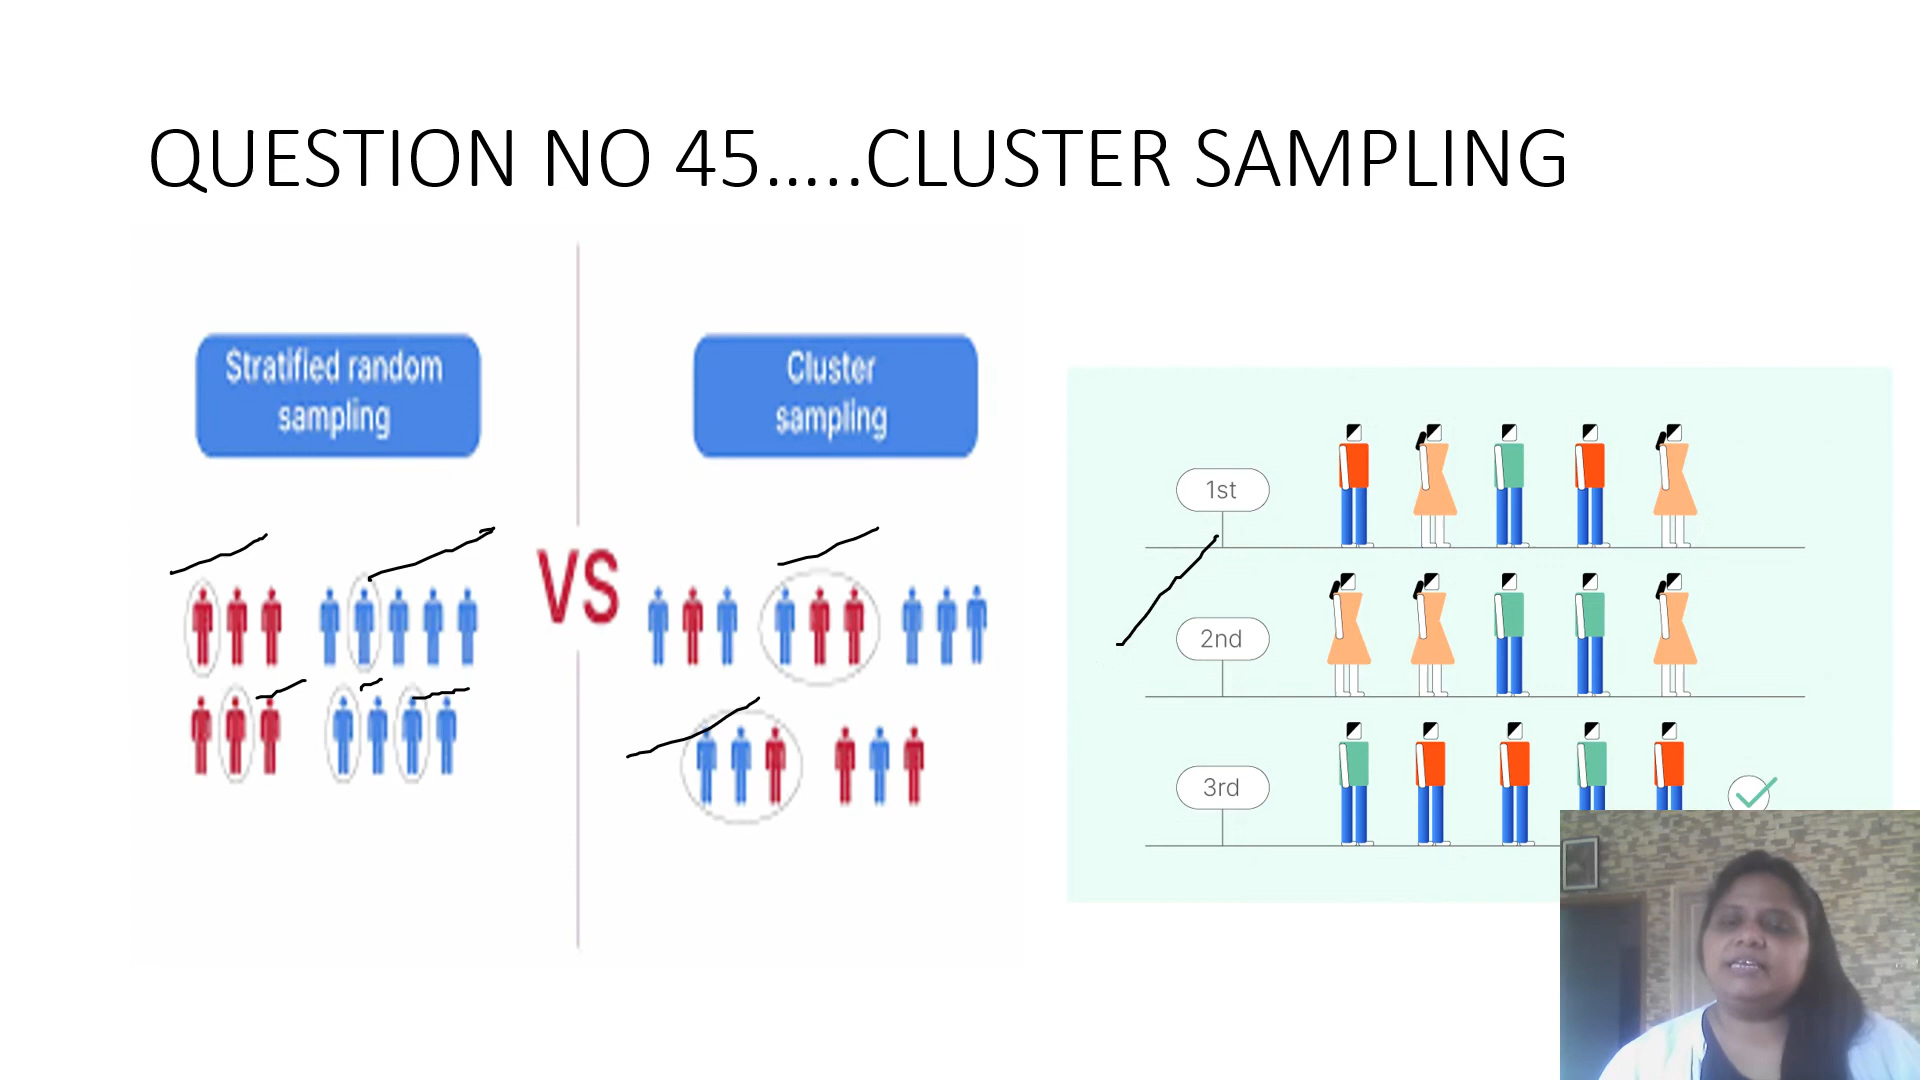 QUESTION NO 45.....CLUSTER SAMPLING
Stratified random
sampling
VS
Cluster
sampling
1st
2nd
3rd